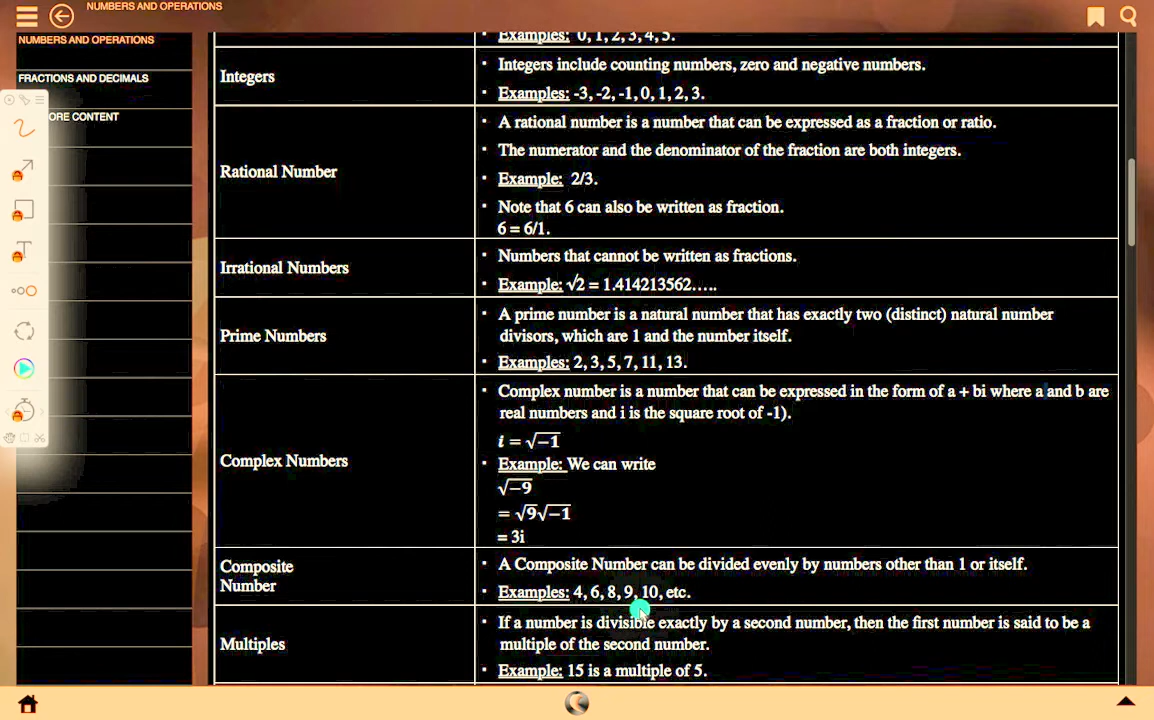 NUMBERS AND OPERATIONS
NUMBERS AND OPERATIONS
FRACTIONS AND DECIMALS
ORE CONTENT
• Examples: 0, 1, 2, 3, 4, 5.
Integers
• Integers include counting numbers, zero and negative numbers.
• Examples: -3, -2, -1, 0, 1, 2, 3.
Rational Number
• A rational number is a number that can be expressed as a fraction or ratio.
• The numerator and the denominator of the fraction are both integers.
• Example: 2/3.
• Note that 6 can also be written as fraction.
6 = 6/1.
Irrational Numbers
• Numbers that cannot be written as fractions.
• Example: √2 = 1.414213562…..
Prime Numbers
• A prime number is a natural number that has exactly two (distinct) natural number
divisors, which are 1 and the number itself.
• Examples: 2, 3, 5, 7, 11, 13.
Complex Numbers
• Complex number is a number that can be expressed in the form of a + bi where a and b are
real numbers and i is the square root of -1).
i = √−1
• Example: We can write
√−9
= √9√−1
= 3i
Composite
Number
• A Composite Number can be divided evenly by numbers other than 1 or itself.
• Examples: 4, 6, 8, 9, 10, etc.
Multiples
• If a number is divisible exactly by a second number, then the first number is said to be a
multiple of the second number.
• Example: 15 is a multiple of 5.